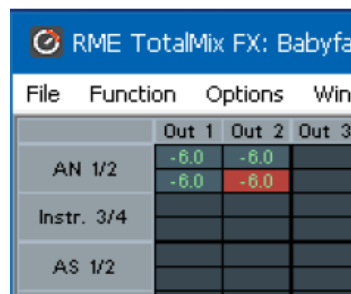 RME TotalMix FX: Babyfa
File Function Options Win
Out 1 Out 2 Out 3
AN 1/2 -6.0 -6.0
-6.0 -6.0
Instr. 3/4
AS 1/2